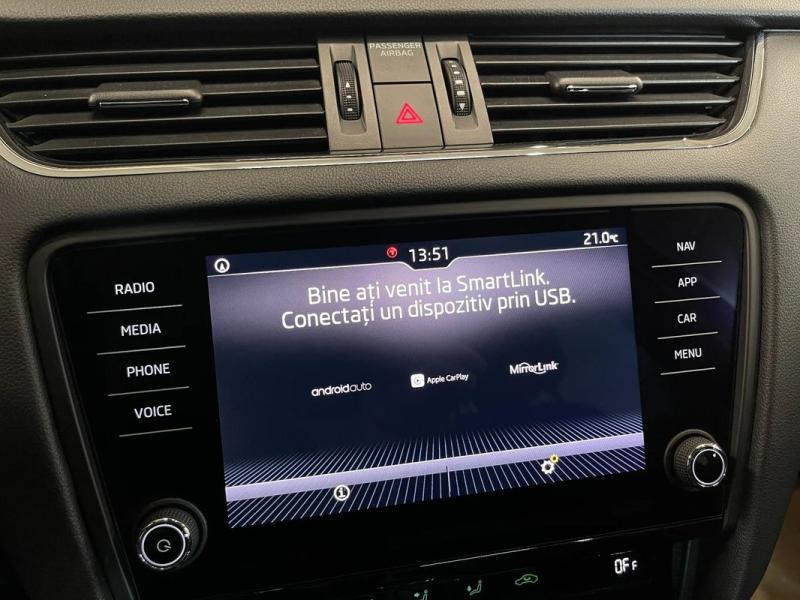 PASSENGER
AIRBAG
13:51
21.0°C
Bine ați venit la SmartLink.
Conectați un dispozitiv prin USB.
androidauto
Apple CarPlay
MirrorLink
RADIO
MEDIA
PHONE
VOICE
NAV
APP
CAR
MENU
OFF